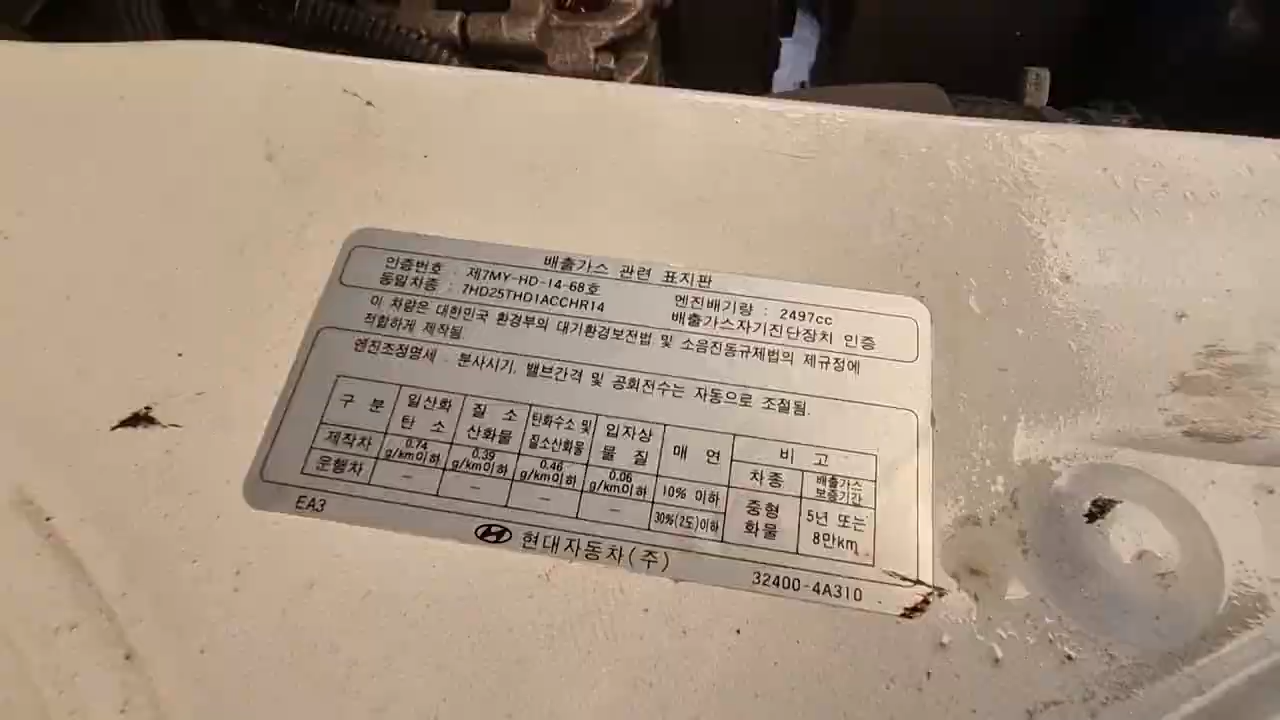 배출가스 관련 표지판
인증번호 : 제7MY-HD-14-68호 엔진배기량 : 2497cc
동일차종 : 7HD25THD1ACCHR14 배출가스자기진단장치 인증
이 차량은 대한민국 환경부의 대기환경보전법 및 소음진동규제법의 제규정에
적합하게 제작됨.
엔진조정명세 : 분사시기, 밸브간격 및 공회전수는 자동으로 조절됨.
구 분 일산화 탄 소 질 소 산화물 탄화수소 및 질소산화물 입자상 물 질 매 연 비 고
차종 배출가스 보증기간
제작차 0.74 g/km이하 0.39 g/km이하 0.46 g/km이하 0.06 g/km이하 10% 이하 중형 화물 5년 또는 8만km
운행차 - - - - 30%(2도)이하
EA3
현대자동차(주)
32400-4A310